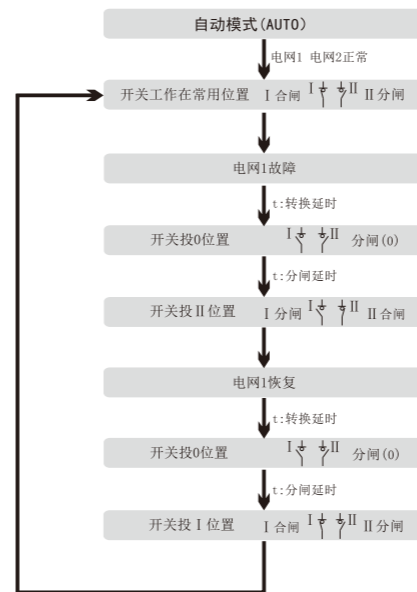 自动模式(AUTO)
电网1 电网2正常
开关工作在常用位置 I 合闸 I II II 分闸
电网1故障
t:转换延时
开关投0位置 I II 分闸(0)
t:分闸延时
开关投II位置 I 分闸 I II II 合闸
电网1恢复
t:转换延时
开关投0位置 I II 分闸(0)
t:分闸延时
开关投 I 位置 I 合闸 I II II 分闸